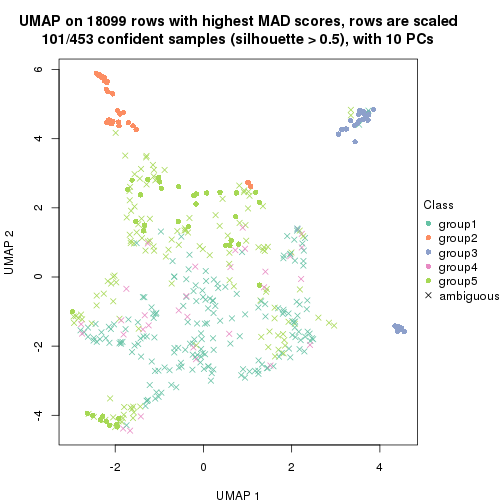 UMAP on 18099 rows with highest MAD scores, rows are scaled
101/453 confident samples (silhouette > 0.5), with 10 PCs
6
4
2
0
-2
-4
UMAP 2
-2
0
2
4
UMAP 1
Class
group1
group2
group3
group4
group5
ambiguous